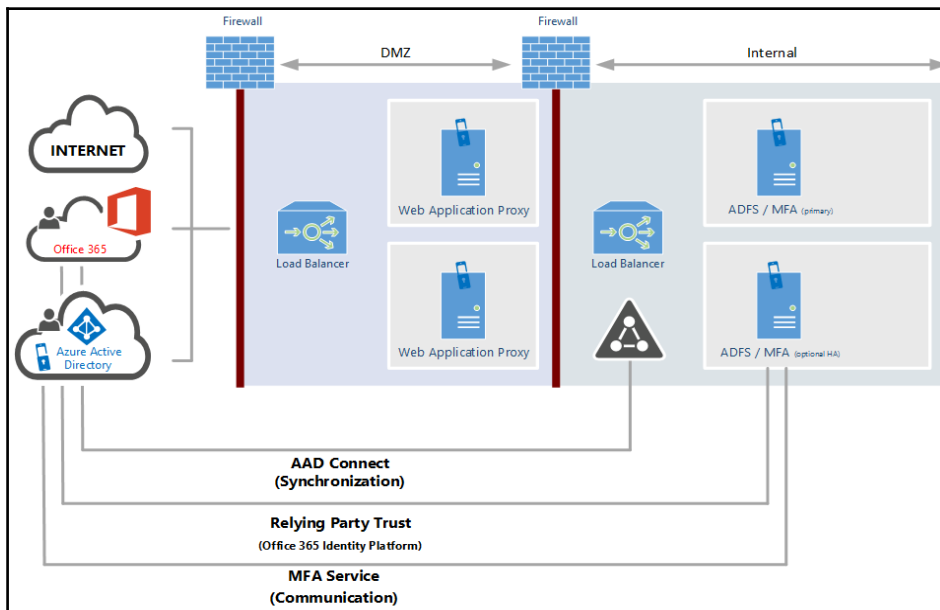 Firewall
Firewall
DMZ
Internal
INTERNET
Web Application Proxy
ADFS / MFA (primary)
Office 365
Load Balancer
Load Balancer
Azure Active
Directory
Web Application Proxy
ADFS / MFA (optional HA)
AAD Connect
(Synchronization)
Relying Party Trust
(Office 365 Identity Platform)
MFA Service
(Communication)